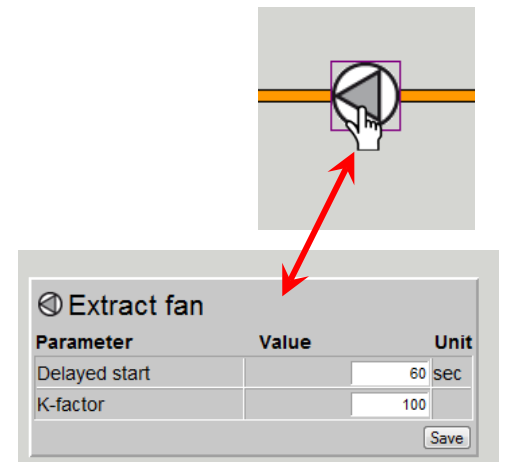 Extract fan
Parameter Value Unit
Delayed start 60 sec
K-factor 100
Save